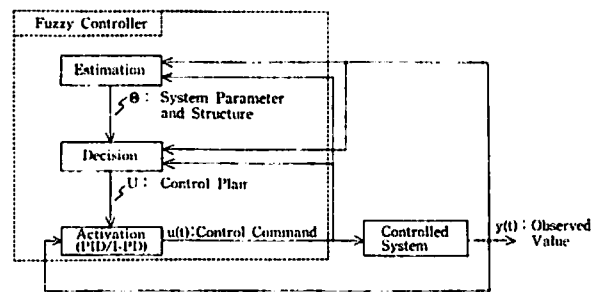 Fuzzy Controller
Estimation
Θ: System Parameter
and Structure
Decision
U: Control Plan
Activation
(PID/I-PD)
u(t):Control Command
Controlled
System
y(t): Observed
Value